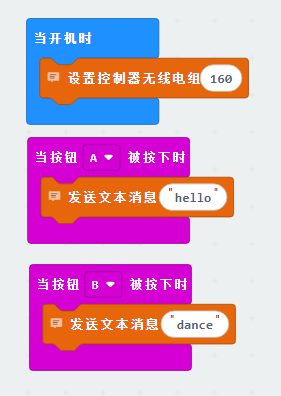 当开机时
设置控制器无线电组 160
当按钮 A 被按下时
发送文本消息 "hello"
当按钮 B 被按下时
发送文本消息 "dance"